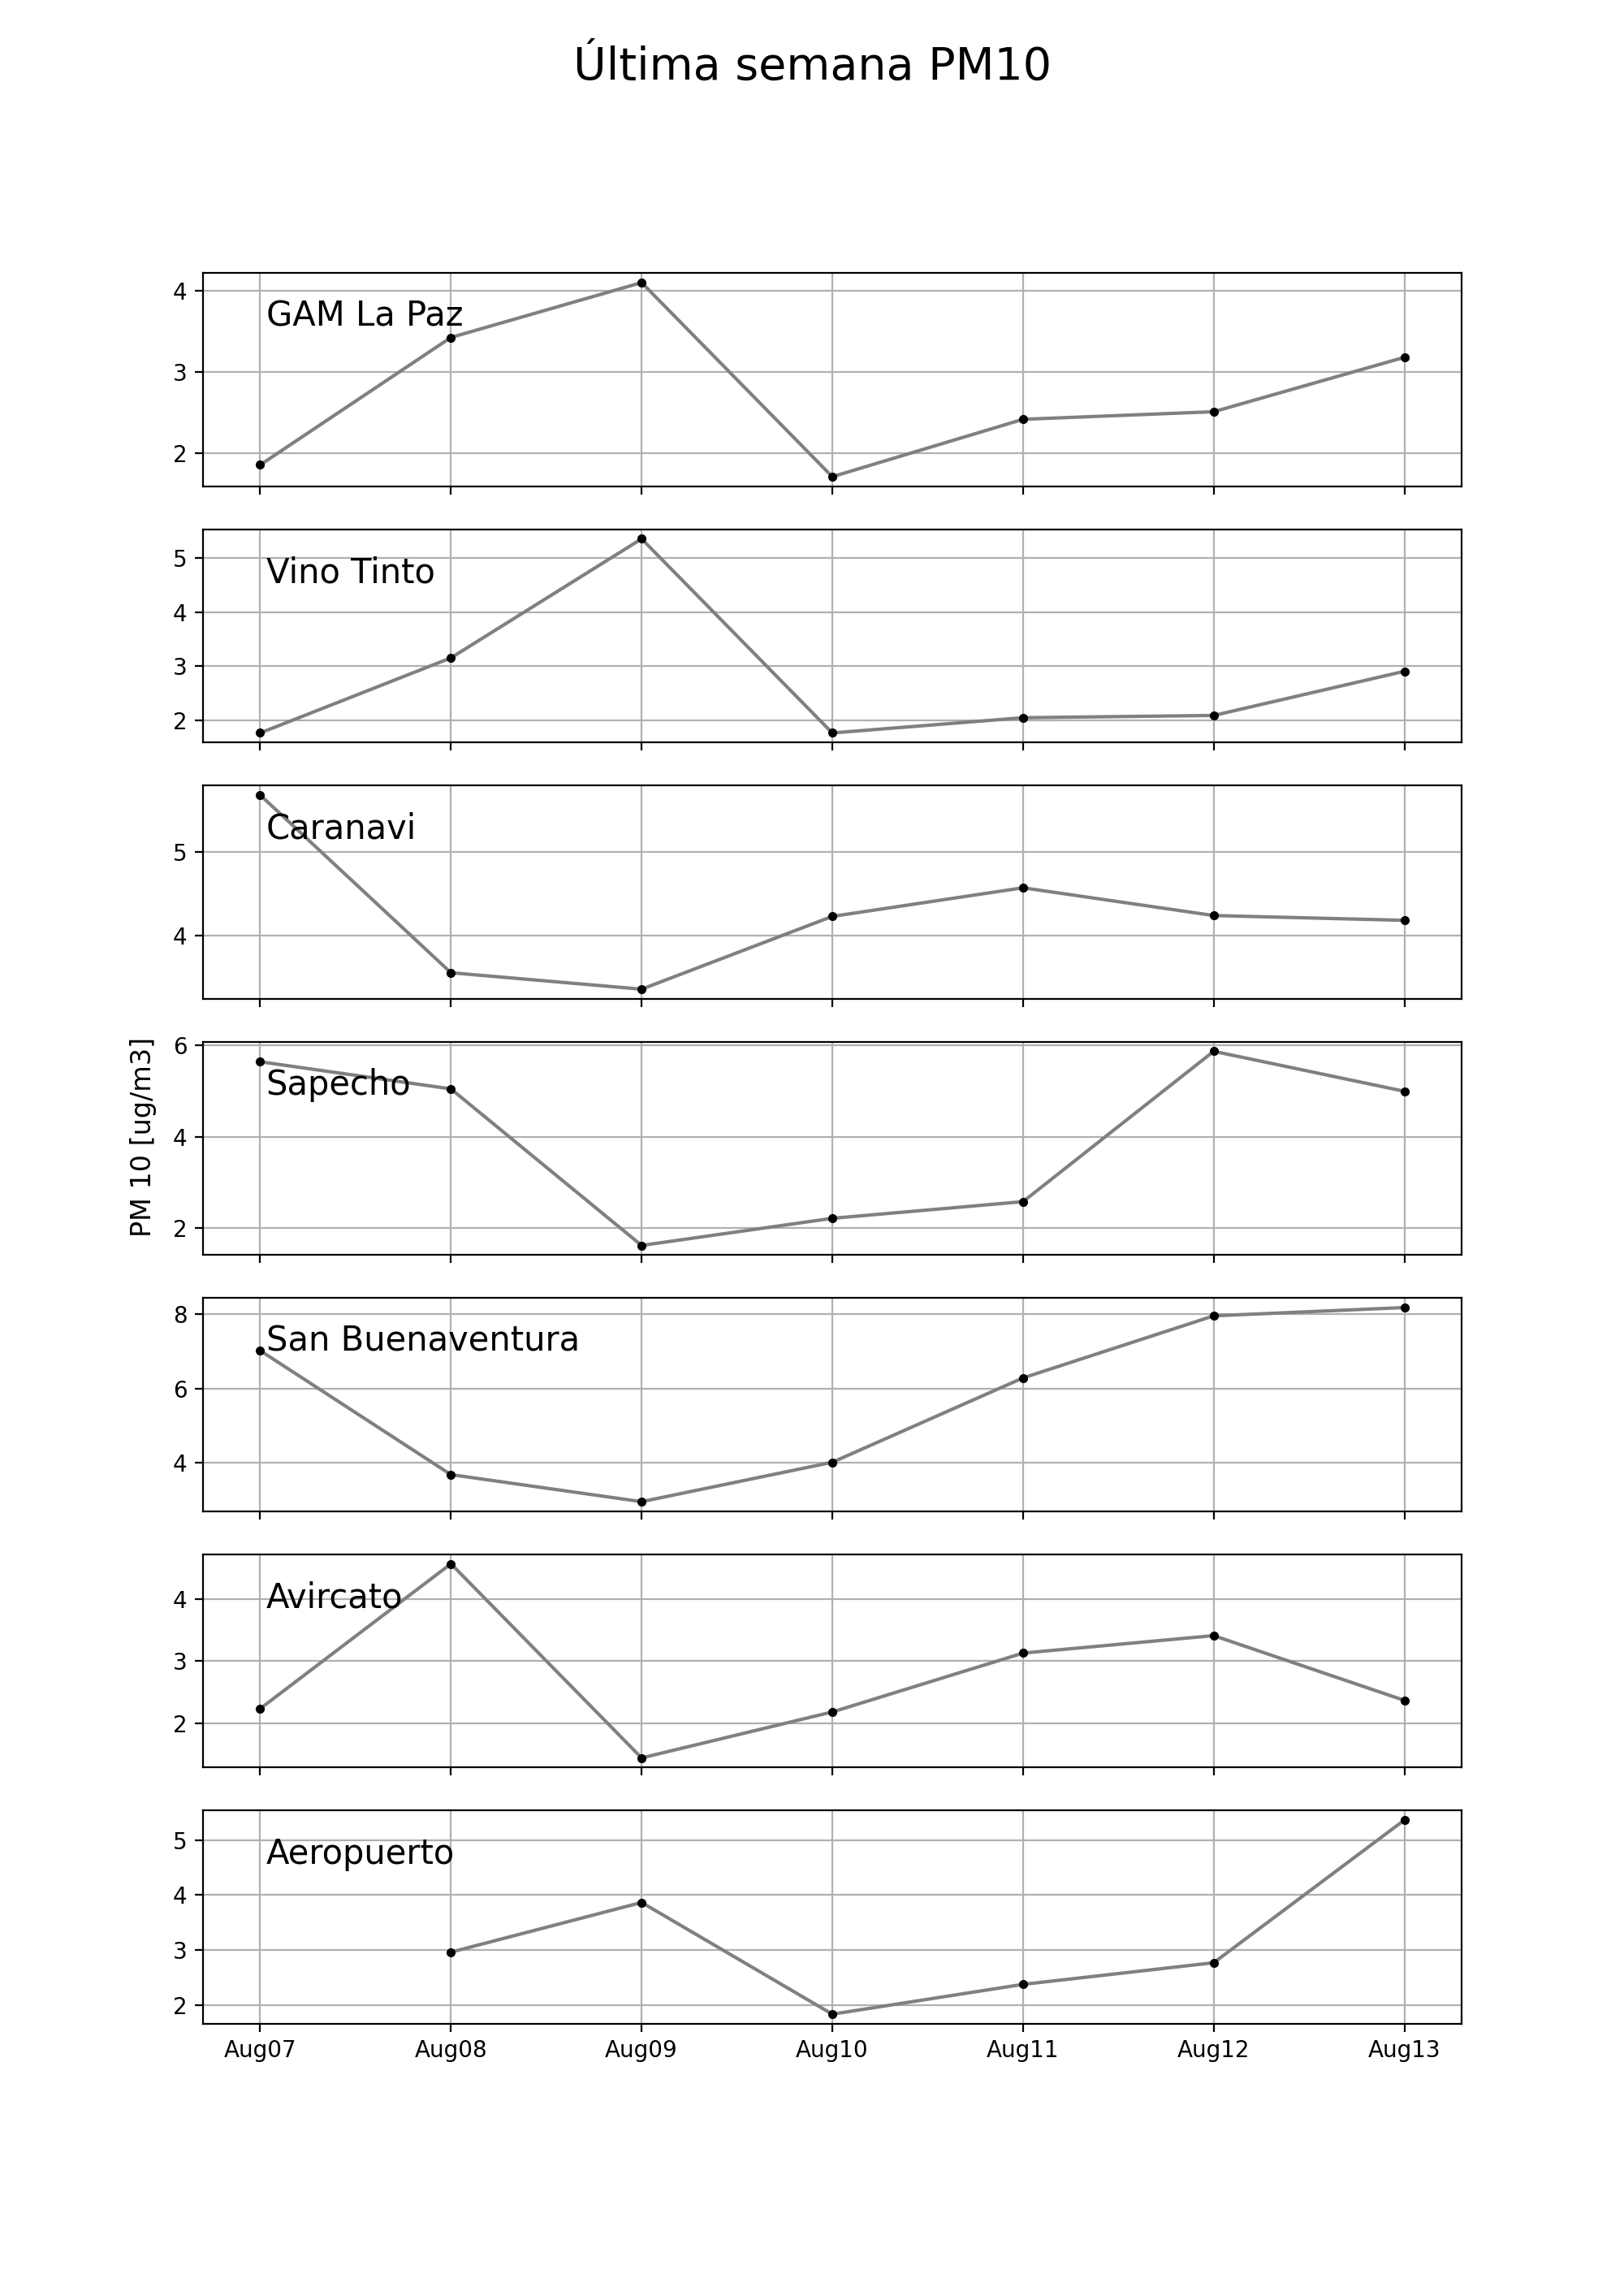 Última semana PM10
4
GAM La Paz
3
2
5
Vino Tinto
4
3
2
Caranavi
5
4
PM 10 [ug/m3]
6
Sapecho
4
2
8
San Buenaventura
6
4
Avircato
4
3
2
5
Aeropuerto
4
3
2
Aug07 Aug08 Aug09 Aug10 Aug11 Aug12 Aug13